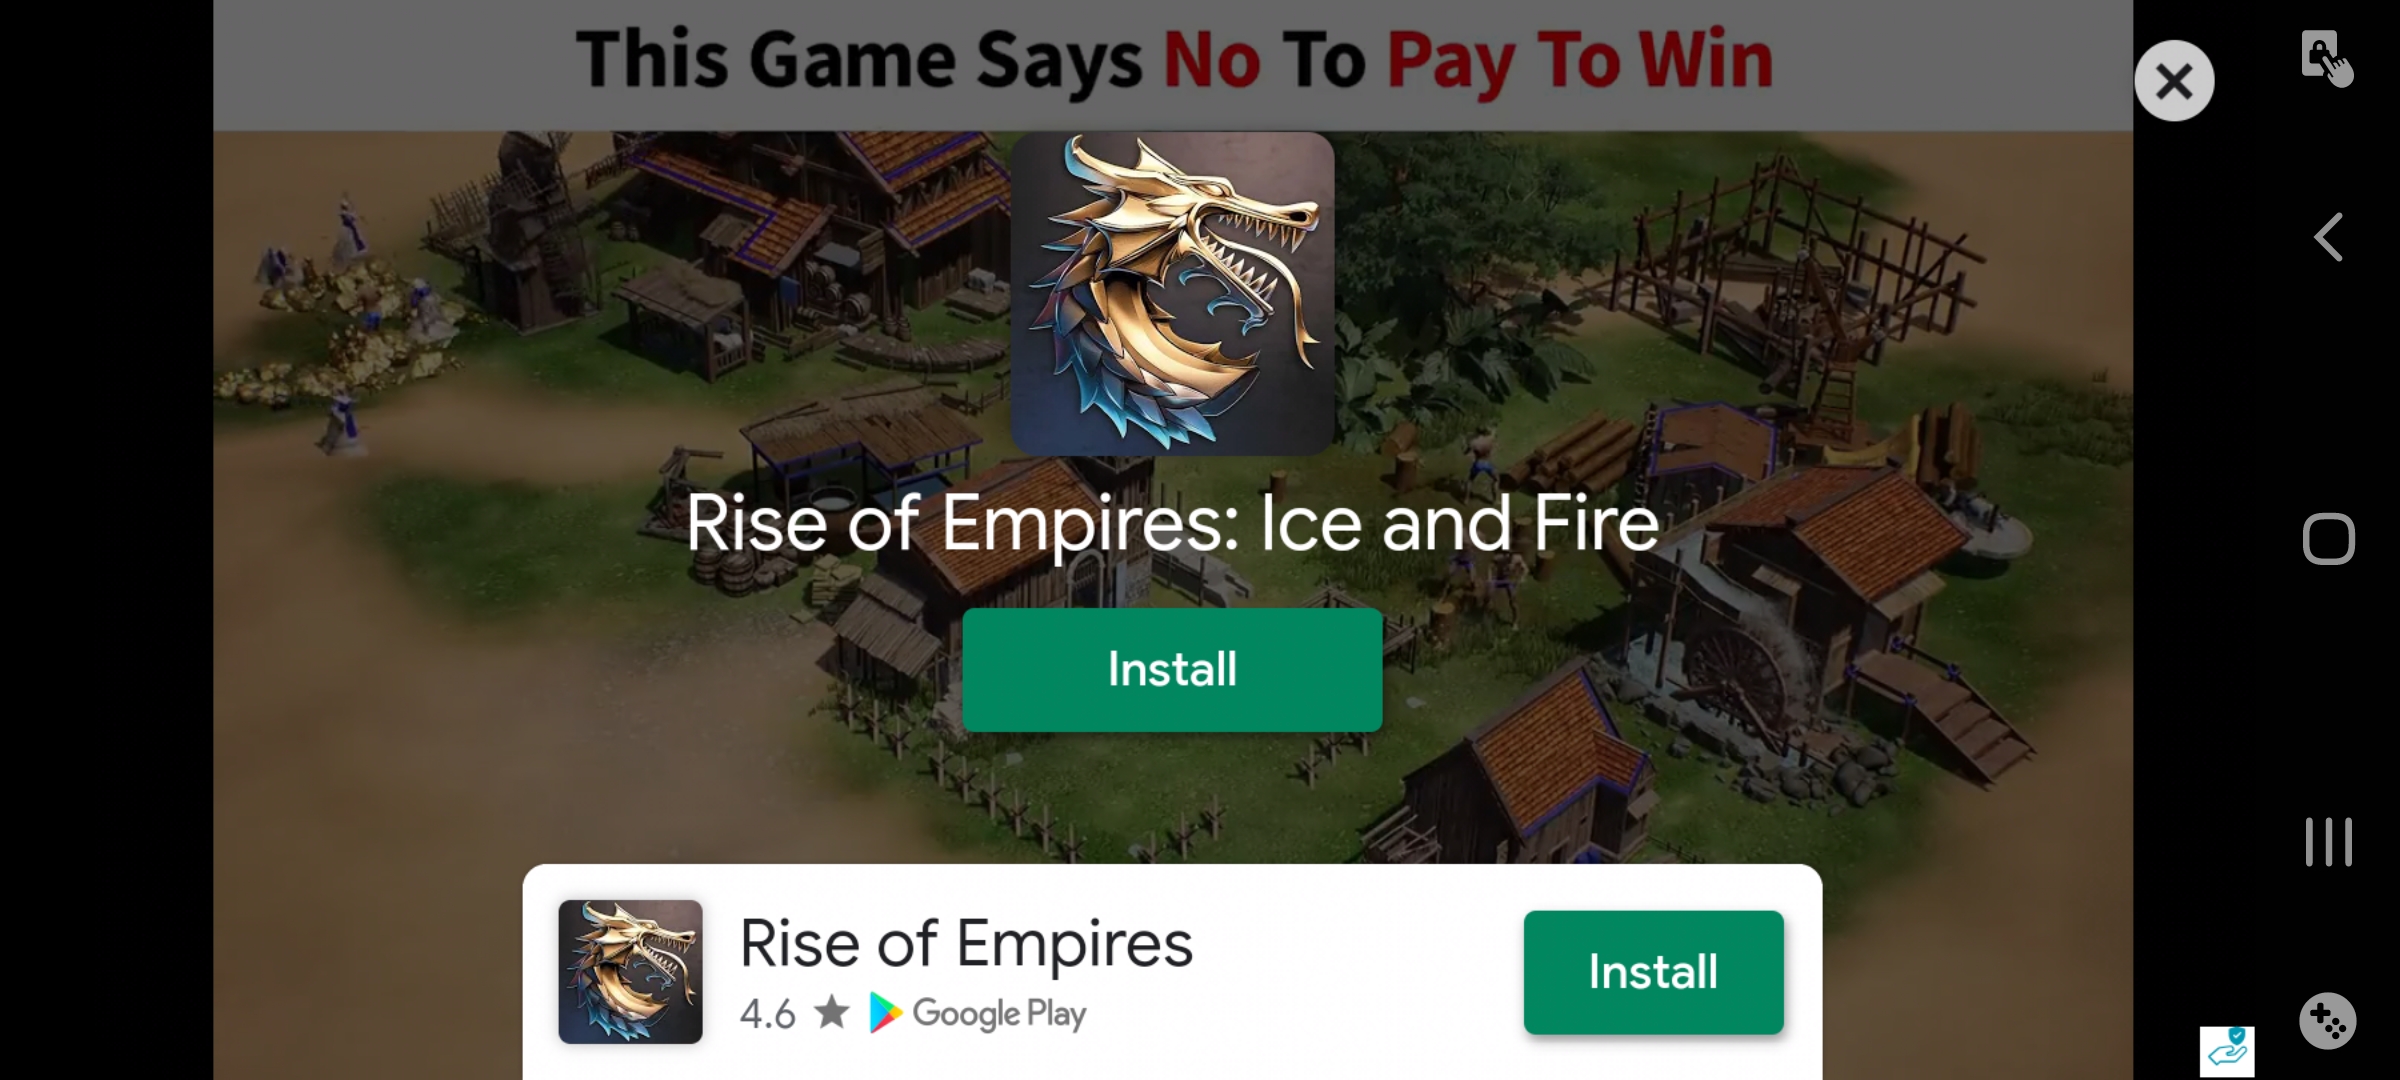 This Game Says No To Pay To Win
Rise of Empires: Ice and Fire
Install
Rise of Empires
4.6 ★ Google Play
Install